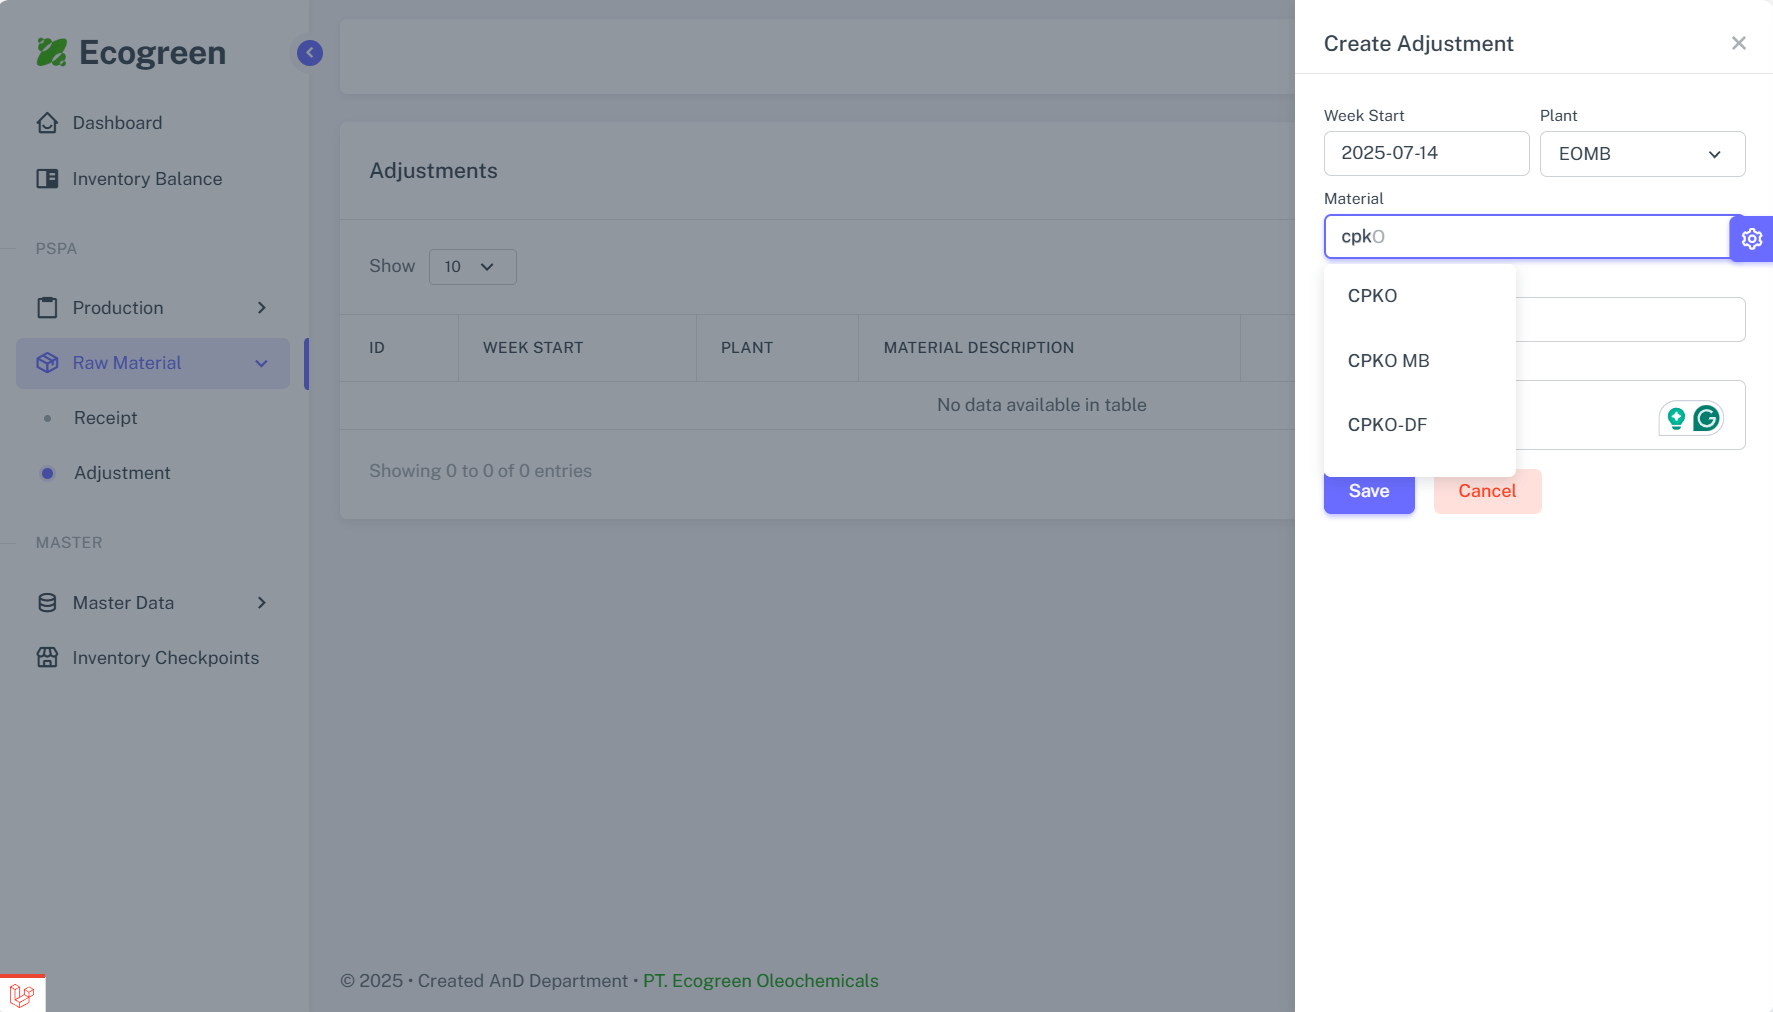 Ecogreen
Dashboard
Inventory Balance
PSPA
Production
Raw Material
Receipt
Adjustment
MASTER
Master Data
Inventory Checkpoints
Adjustments
Show 10
ID WEEK START PLANT MATERIAL DESCRIPTION
No data available in table
Showing 0 to 0 of 0 entries
© 2025 • Created AnD Department • PT. Ecogreen Oleochemicals
Create Adjustment
Week Start Plant
2025-07-14 EOMB
Material
cpkO
CPKO
CPKO MB
CPKO-DF
Save Cancel